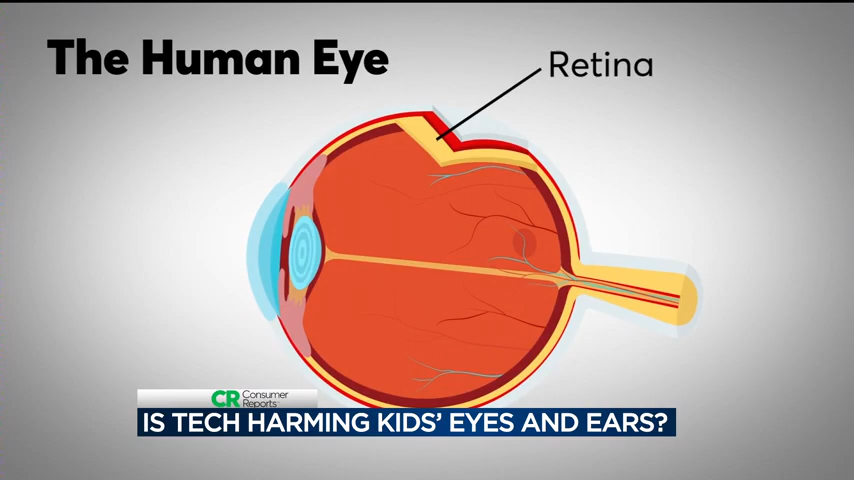 The Human Eye
Retina
CR Consumer
Reports
IS TECH HARMING KIDS' EYES AND EARS?